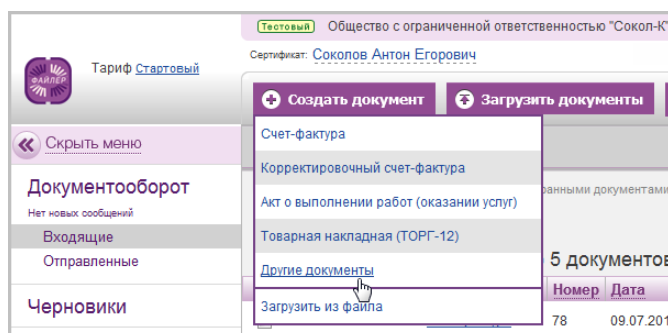 Тестовый Общество с ограниченной ответственностью "Сокол-К"
Сертификат: Соколов Антон Егорович
ФАЙЛЕР
Тариф Стартовый
Создать документ
Загрузить документы
Скрыть меню
Счет-фактура
Корректировочный счет-фактура
Акт о выполнении работ (оказании услуг)
Товарная накладная (ТОРГ-12)
Другие документы
Загрузить из файла
Документооборот
Нет новых сообщений
Входящие
Отправленные
Черновики
анными документами
5 документов
Номер Дата
78 09.07.201